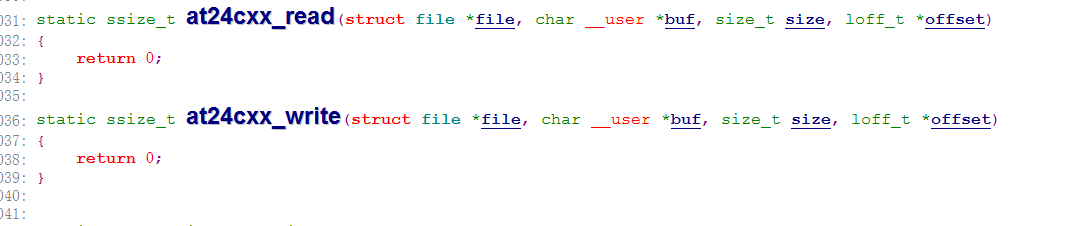 031: static ssize_t at24cxx_read(struct file *file, char __user *buf, size_t size, loff_t *offset)
032: {
033:     return 0;
034: }
035:
036: static ssize_t at24cxx_write(struct file *file, char __user *buf, size_t size, loff_t *offset)
037: {
038:     return 0;
039: }
040:
041: